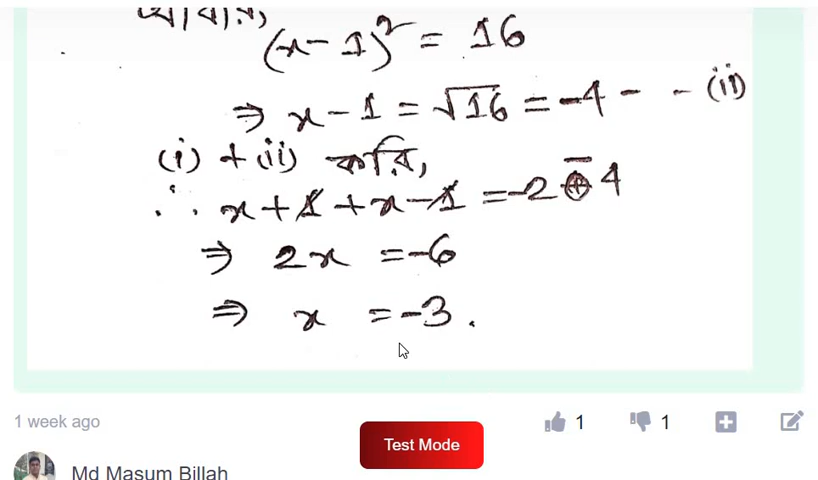 আবার,
(x-1)² = 16
⇒ x-1 = √16 = -4 - - (ii)
(i) + (ii) করি,
∴ x+1+x-1 = -2-4
⇒ 2x = -6
⇒ x = -3.
1 week ago
Test Mode
1
1
Md Masum Billah